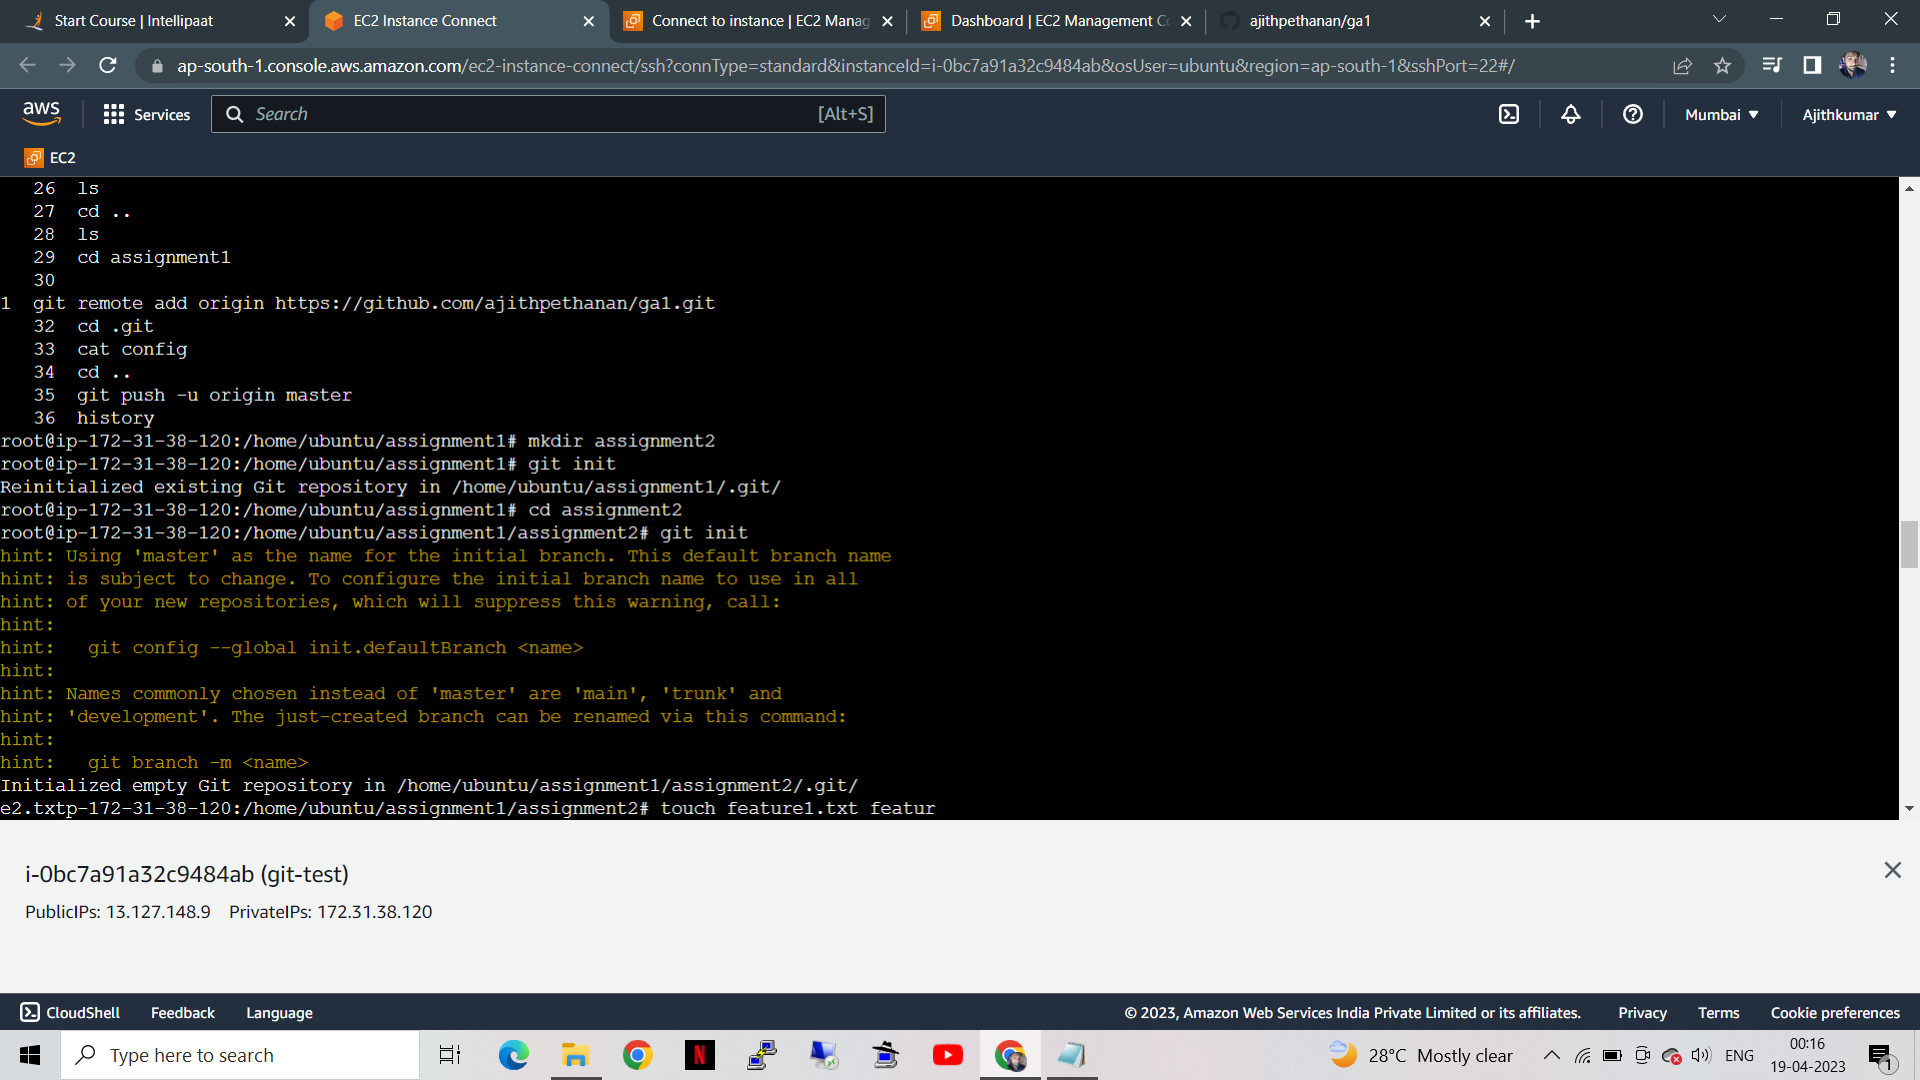 Start Course | Intellipaat
EC2 Instance Connect
Connect to instance | EC2 Manag
Dashboard | EC2 Management Co
ajithpethanan/ga1
ap-south-1.console.aws.amazon.com/ec2-instance-connect/ssh?connType=standard&instanceId=i-0bc7a91a32c9484ab&osUser=ubuntu&region=ap-south-1&sshPort=22#/
aws
Services
Search
[Alt+S]
Mumbai
Ajithkumar
EC2
26 ls
27 cd ..
28 ls
29 cd assignment1
30
1 git remote add origin https://github.com/ajithpethanan/ga1.git
32 cd .git
33 cat config
34 cd ..
35 git push -u origin master
36 history
root@ip-172-31-38-120:/home/ubuntu/assignment1# mkdir assignment2
root@ip-172-31-38-120:/home/ubuntu/assignment1# git init
Reinitialized existing Git repository in /home/ubuntu/assignment1/.git/
root@ip-172-31-38-120:/home/ubuntu/assignment1# cd assignment2
root@ip-172-31-38-120:/home/ubuntu/assignment1/assignment2# git init
hint: Using 'master' as the name for the initial branch. This default branch name
hint: is subject to change. To configure the initial branch name to use in all
hint: of your new repositories, which will suppress this warning, call:
hint:
hint: git config --global init.defaultBranch <name>
hint:
hint: Names commonly chosen instead of 'master' are 'main', 'trunk' and
hint: 'development'. The just-created branch can be renamed via this command:
hint:
hint: git branch -m <name>
Initialized empty Git repository in /home/ubuntu/assignment1/assignment2/.git/
e2.txtp-172-31-38-120:/home/ubuntu/assignment1/assignment2# touch feature1.txt featur
i-0bc7a91a32c9484ab (git-test)
PublicIPs: 13.127.148.9 PrivateIPs: 172.31.38.120
CloudShell
Feedback
Language
© 2023, Amazon Web Services India Private Limited or its affiliates.
Privacy
Terms
Cookie preferences
Type here to search
N
28°C Mostly clear
ENG
00:16
19-04-2023
1